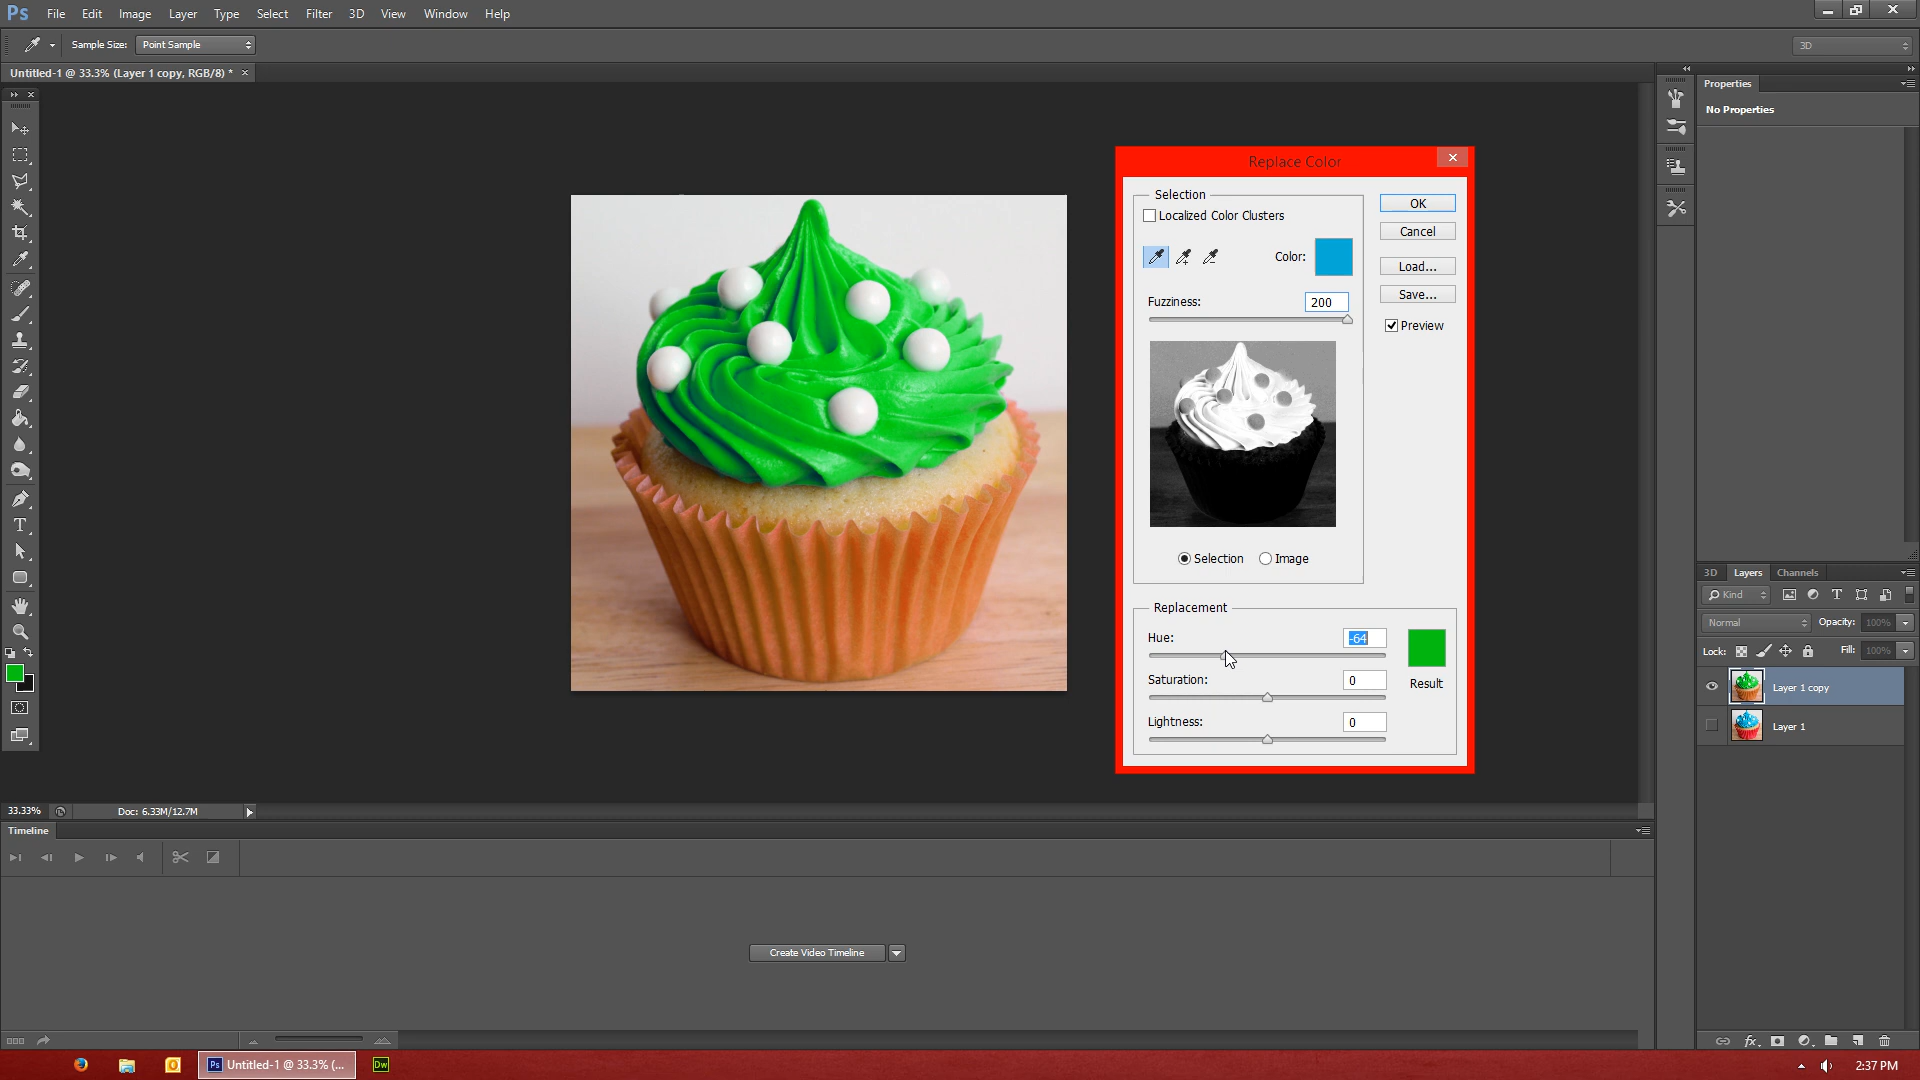 Ps File Edit Image Layer Type Select Filter 3D View Window Help
Sample Size: Point Sample 3D
Untitled-1 @ 33.3% (Layer 1 copy, RGB/8) * ×
Properties
No Properties
Replace Color
Selection
Localized Color Clusters
OK
Cancel
Color:
Load...
Fuzziness: 200
Save...
Preview
Selection Image
Replacement
Hue: -64
Saturation: 0
Result
Lightness: 0
T
3D Layers Channels
Kind T
Normal Opacity: 100%
Lock: Fill: 100%
Layer 1 copy
Layer 1
33.33% Doc: 6.33M/12.7M
Timeline
Create Video Timeline
fx
Ps Untitled-1 @ 33.3% (... Dw
2:37 PM